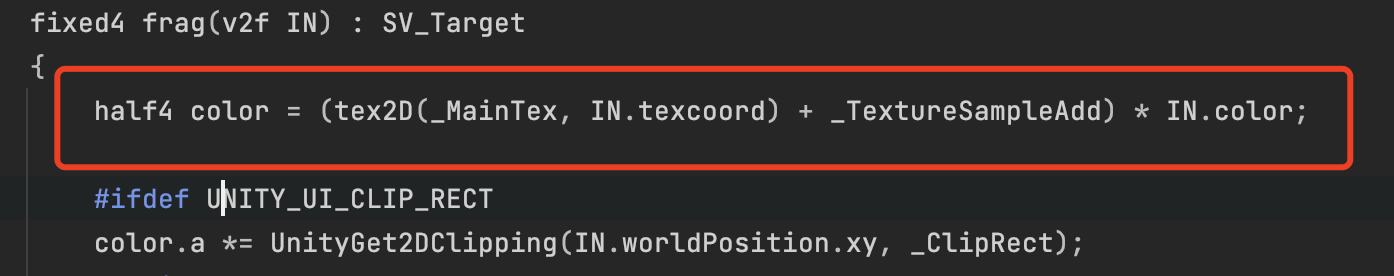 fixed4 frag(v2f IN) : SV_Target
{
half4 color = (tex2D(_MainTex, IN.texcoord) + _TextureSampleAdd) * IN.color;
#ifdef UNITY_UI_CLIP_RECT
color.a *= UnityGet2DClipping(IN.worldPosition.xy, _ClipRect);